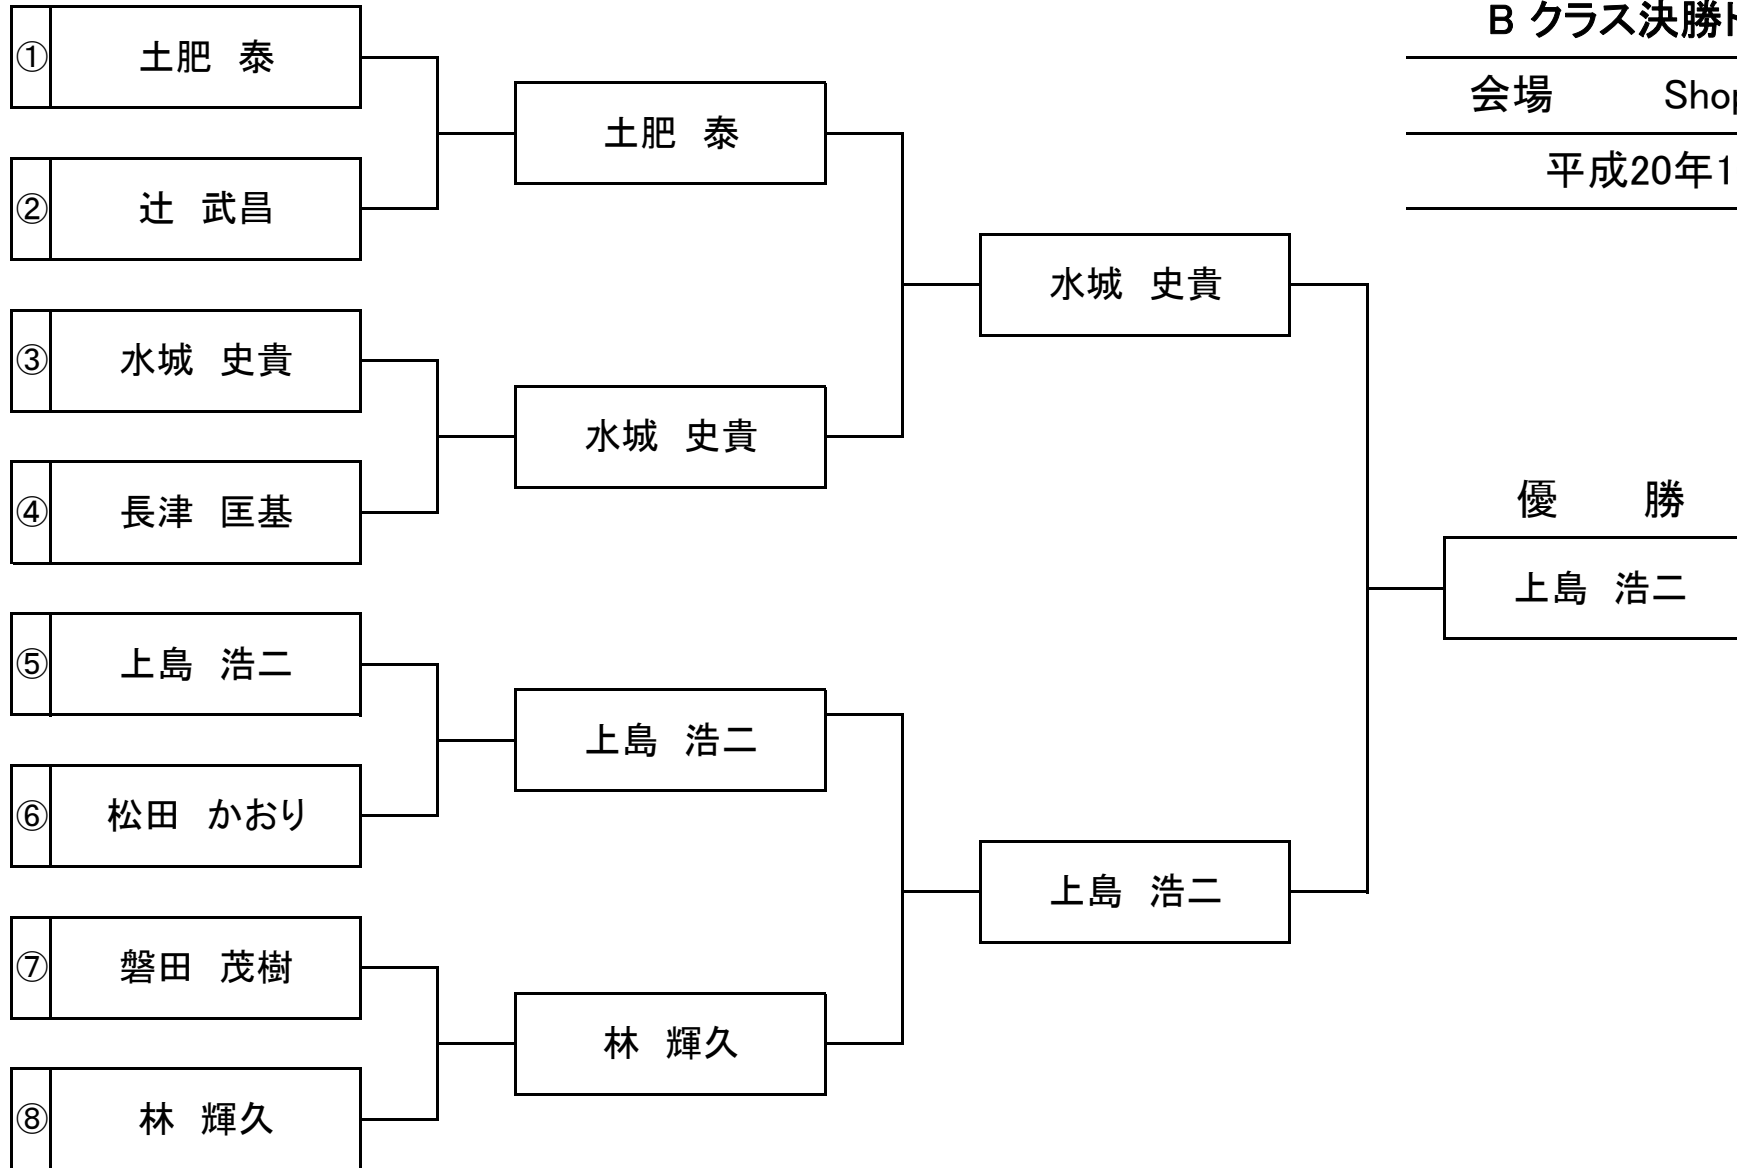 B クラス決勝
会場 Shop
平成20年1
① 土肥 泰
② 辻 武昌
③ 水城 史貴
④ 長津 匡基
⑤ 上島 浩二
⑥ 松田 かおり
⑦ 磐田 茂樹
⑧ 林 輝久
土肥 泰
水城 史貴
上島 浩二
林 輝久
水城 史貴
上島 浩二
優 勝
上島 浩二